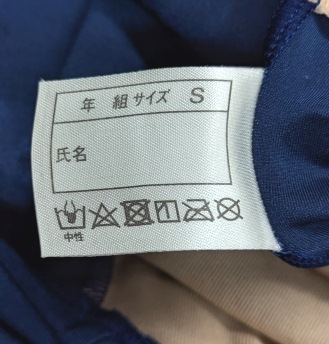 年 組 サイズ S
氏名
中性